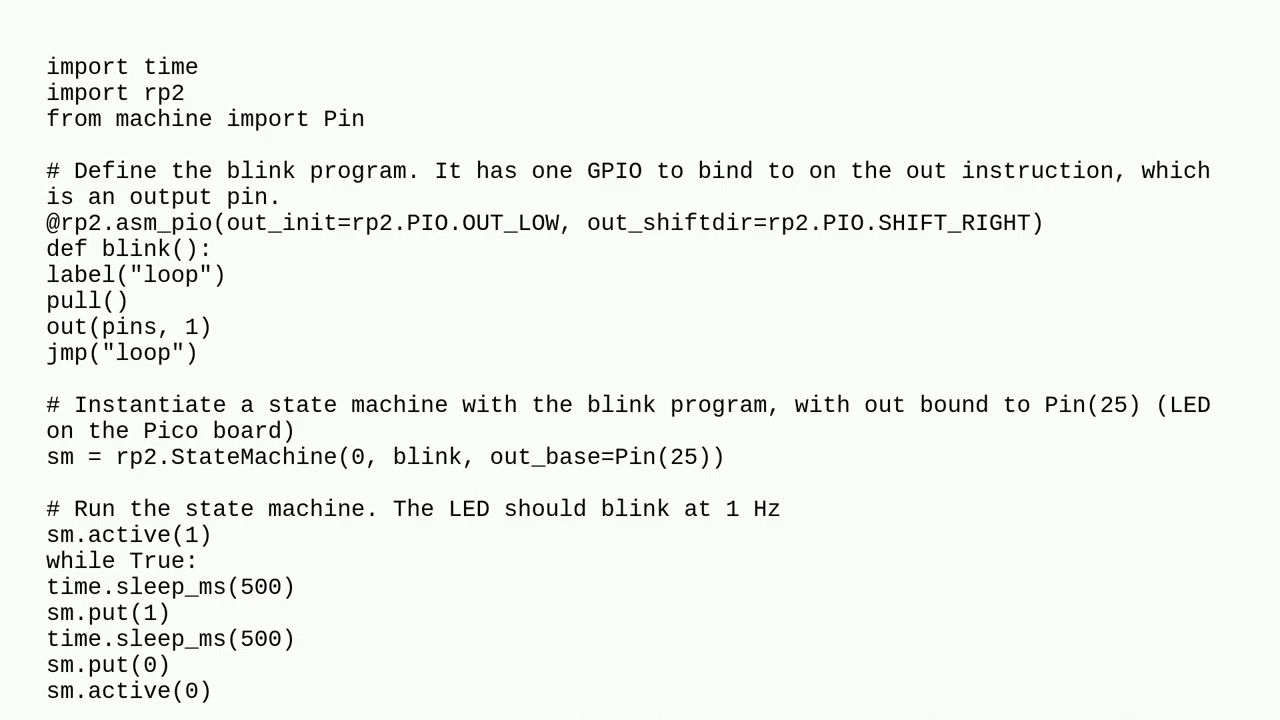 import time
import rp2
from machine import Pin

# Define the blink program. It has one GPIO to bind to on the out instruction, which
is an output pin.
@rp2.asm_pio(out_init=rp2.PIO.OUT_LOW, out_shiftdir=rp2.PIO.SHIFT_RIGHT)
def blink():
label("loop")
pull()
out(pins, 1)
jmp("loop")

# Instantiate a state machine with the blink program, with out bound to Pin(25) (LED
on the Pico board)
sm = rp2.StateMachine(0, blink, out_base=Pin(25))

# Run the state machine. The LED should blink at 1 Hz
sm.active(1)
while True:
time.sleep_ms(500)
sm.put(1)
time.sleep_ms(500)
sm.put(0)
sm.active(0)